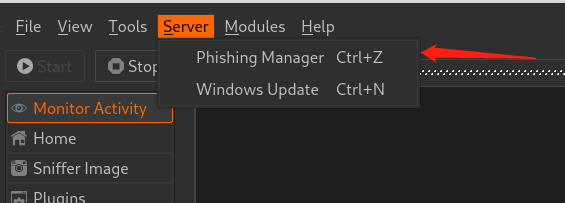 File View Tools Server Modules Help
Start Stop
Phishing Manager Ctrl+Z
Windows Update Ctrl+N
Monitor Activity
Home
Sniffer Image
Plugins